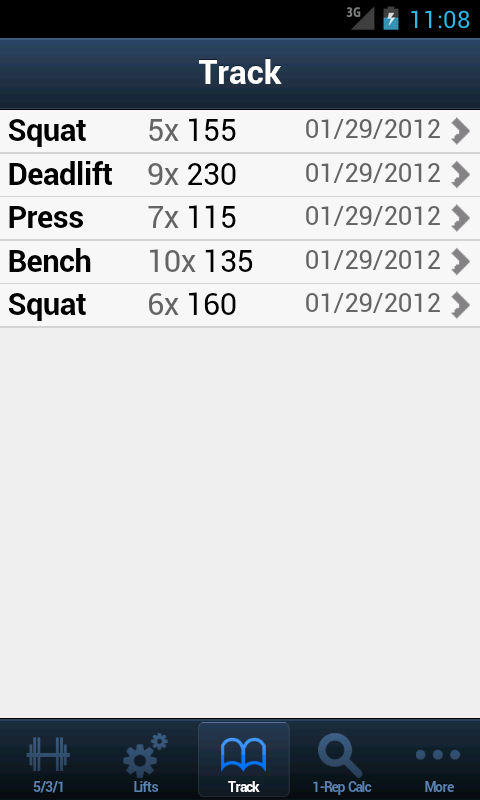 3G 11:08
Track
Squat 5x 155 01/29/2012
Deadlift 9x 230 01/29/2012
Press 7x 115 01/29/2012
Bench 10x 135 01/29/2012
Squat 6x 160 01/29/2012
5/3/1 Lifts Track 1-Rep Calc More